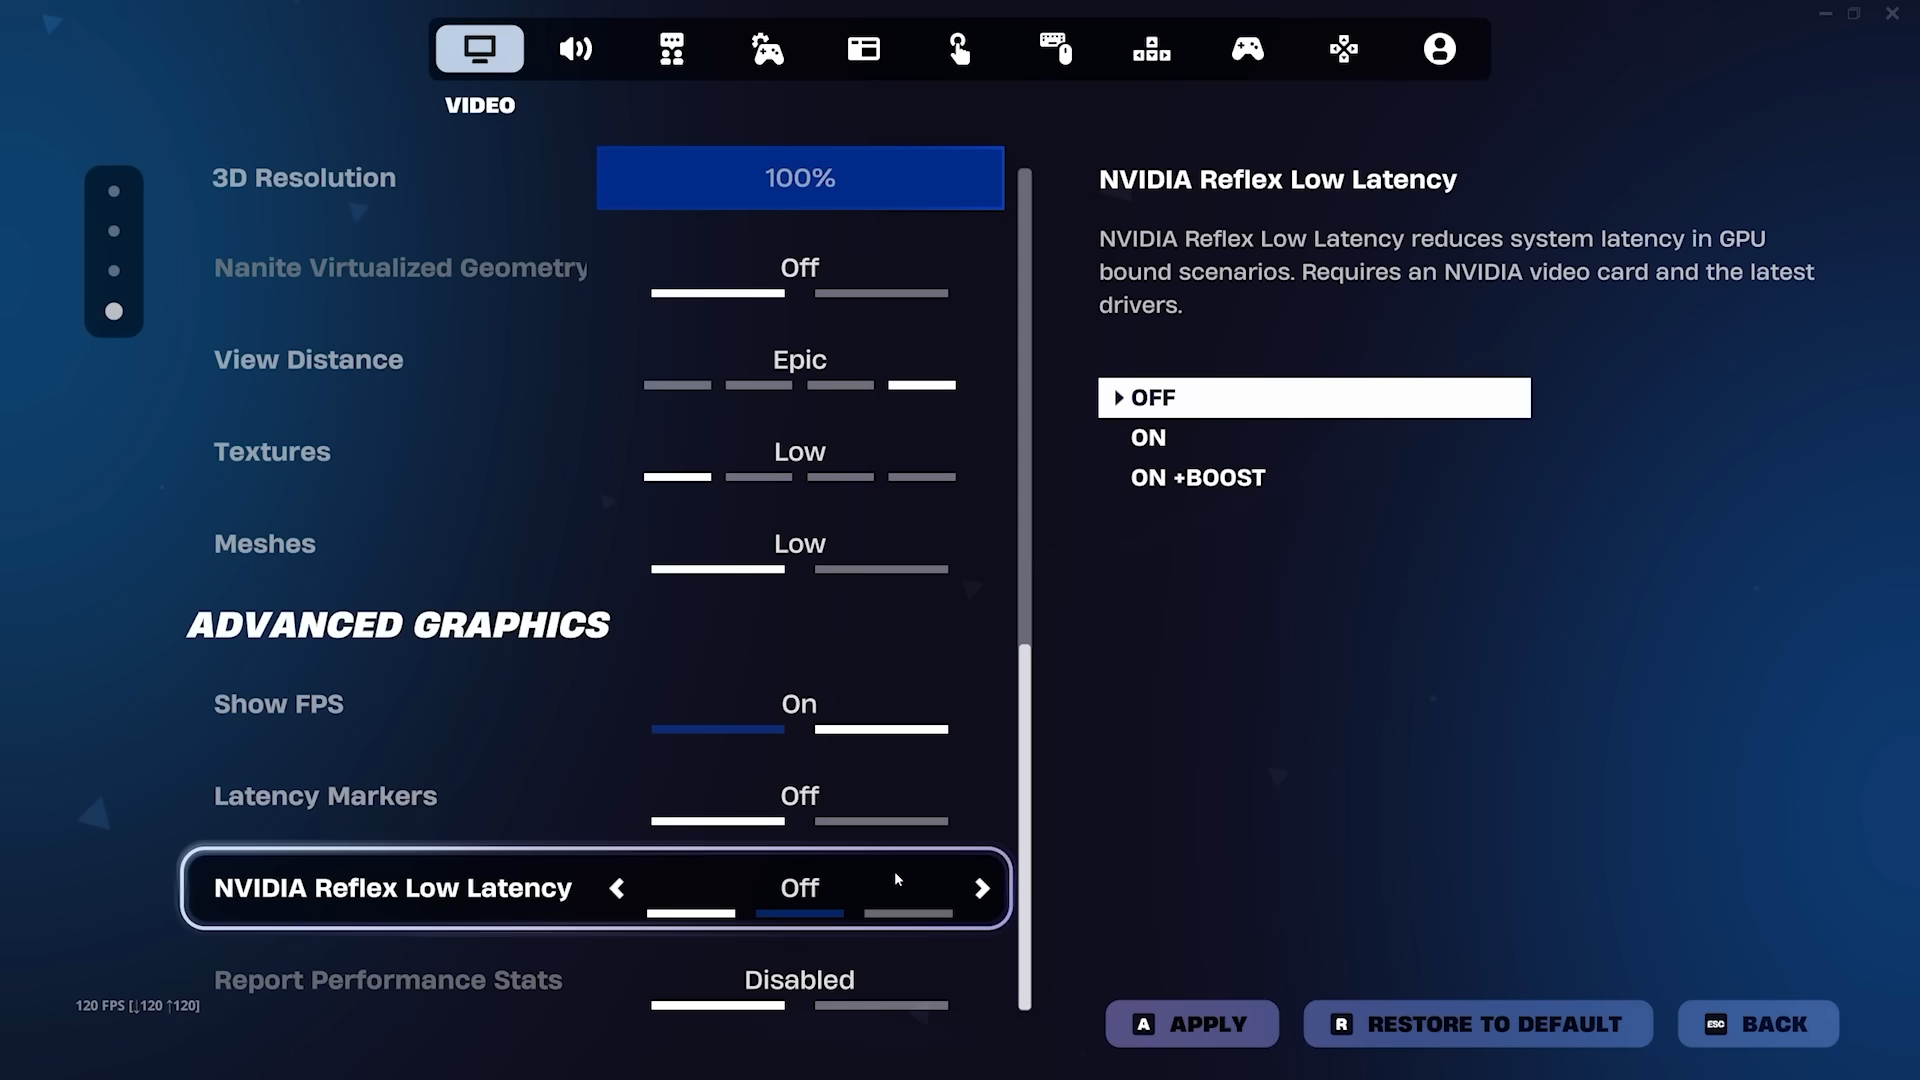 VIDEO
3D Resolution 100%
Nanite Virtualized Geometry Off
View Distance Epic
Textures Low
Meshes Low
ADVANCED GRAPHICS
Show FPS On
Latency Markers Off
NVIDIA Reflex Low Latency Off
Report Performance Stats Disabled
120 FPS [↓120 ↑120]
NVIDIA Reflex Low Latency
NVIDIA Reflex Low Latency reduces system latency in GPU
bound scenarios. Requires an NVIDIA video card and the latest
drivers.
OFF
ON
ON +BOOST
A APPLY
R RESTORE TO DEFAULT
ESC BACK